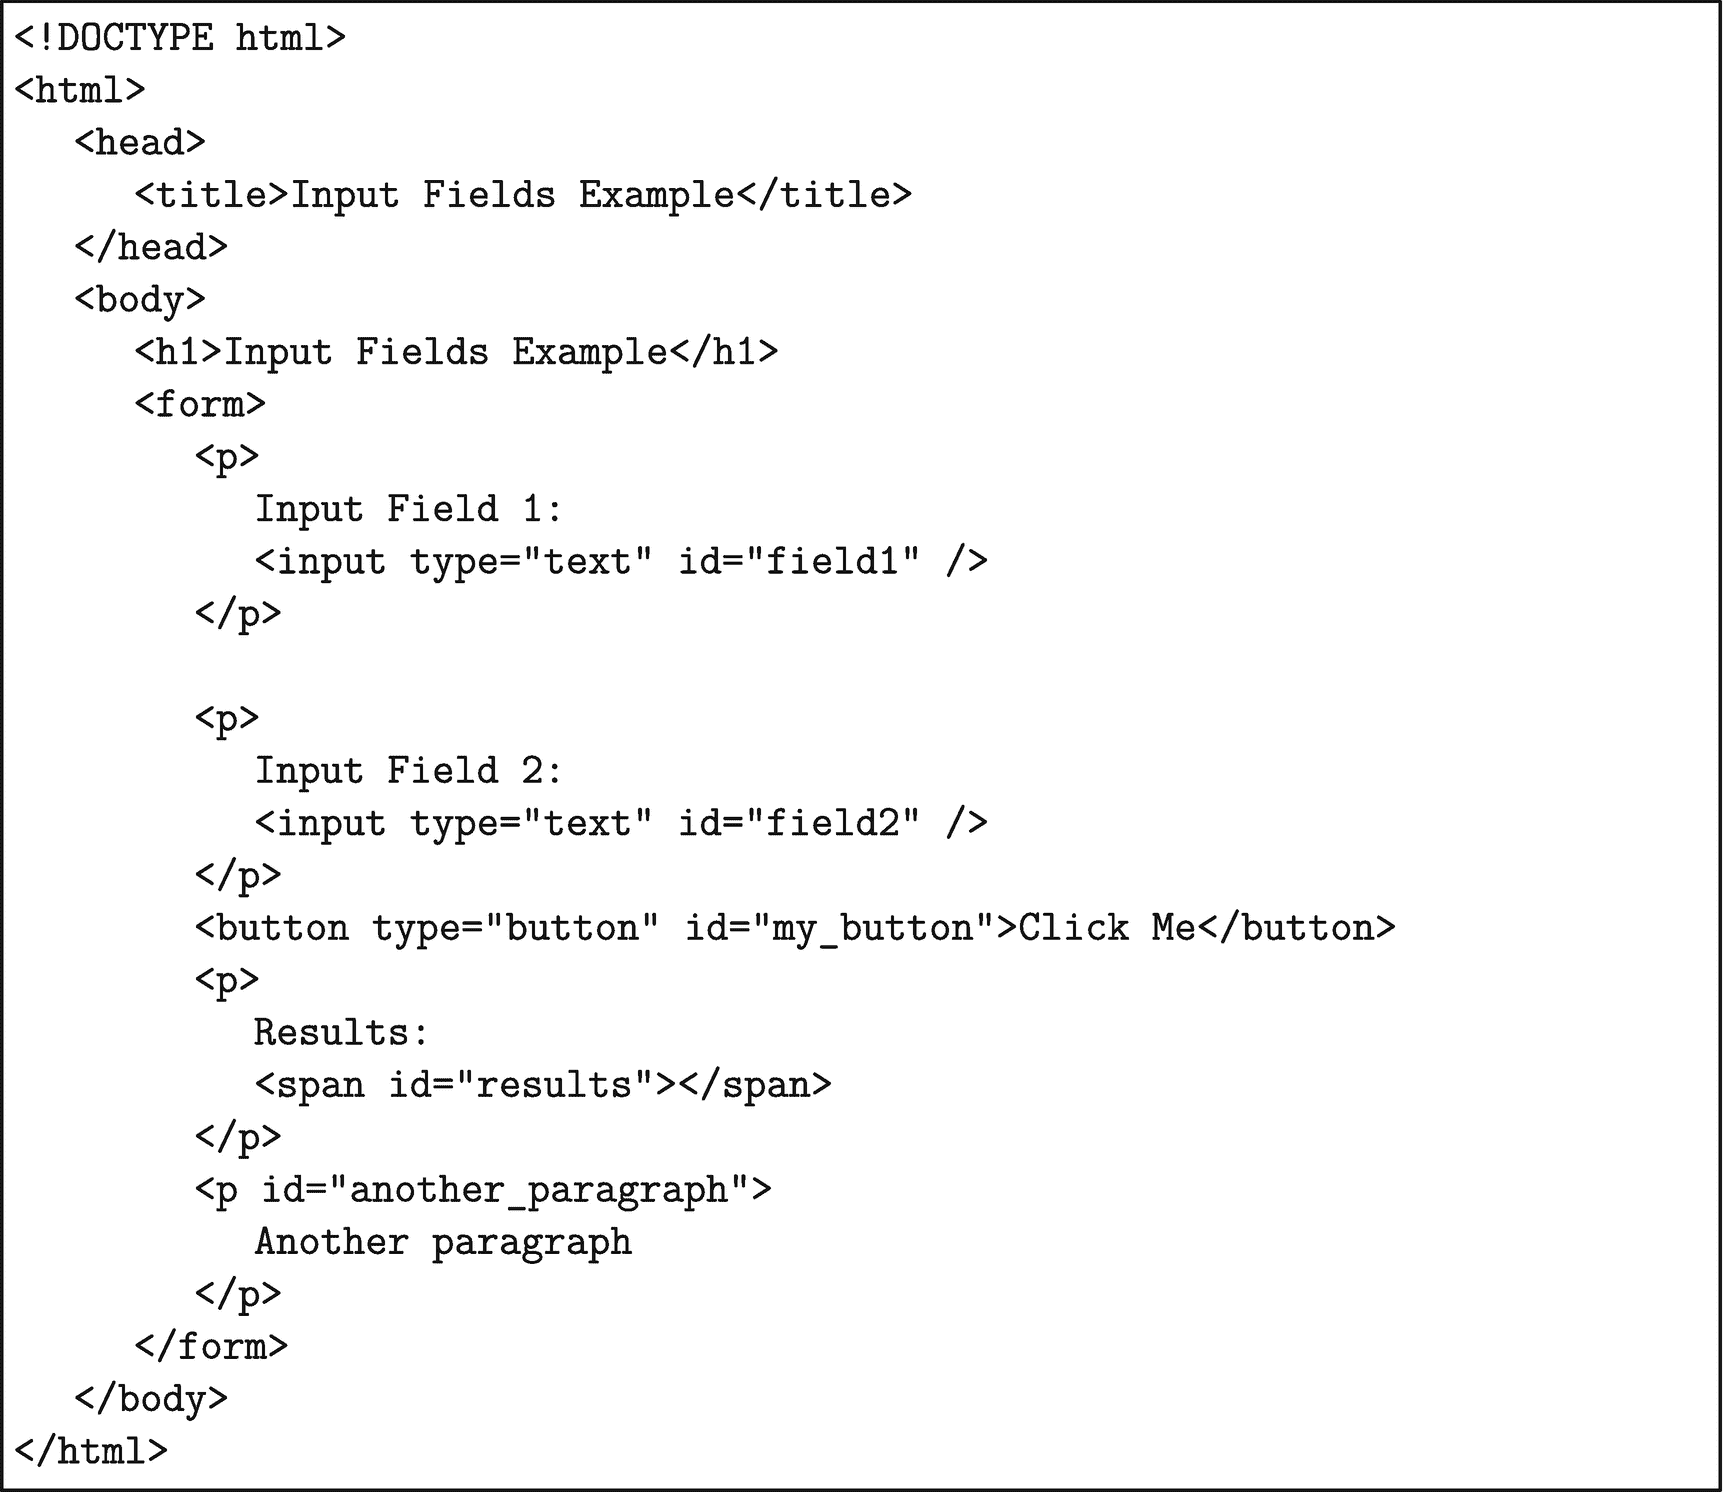 <!DOCTYPE html>
<html>
<head>
<title>Input Fields Example</title>
</head>
<body>
<h1>Input Fields Example</h1>
<form>
<p>
Input Field 1:
<input type="text" id="field1" />
</p>
<p>
Input Field 2:
<input type="text" id="field2" />
</p>
<button type="button" id="my_button">Click Me</button>
<p>
Results:
<span id="results"></span>
</p>
<p id="another_paragraph">
Another paragraph
</p>
</form>
</body>
</html>